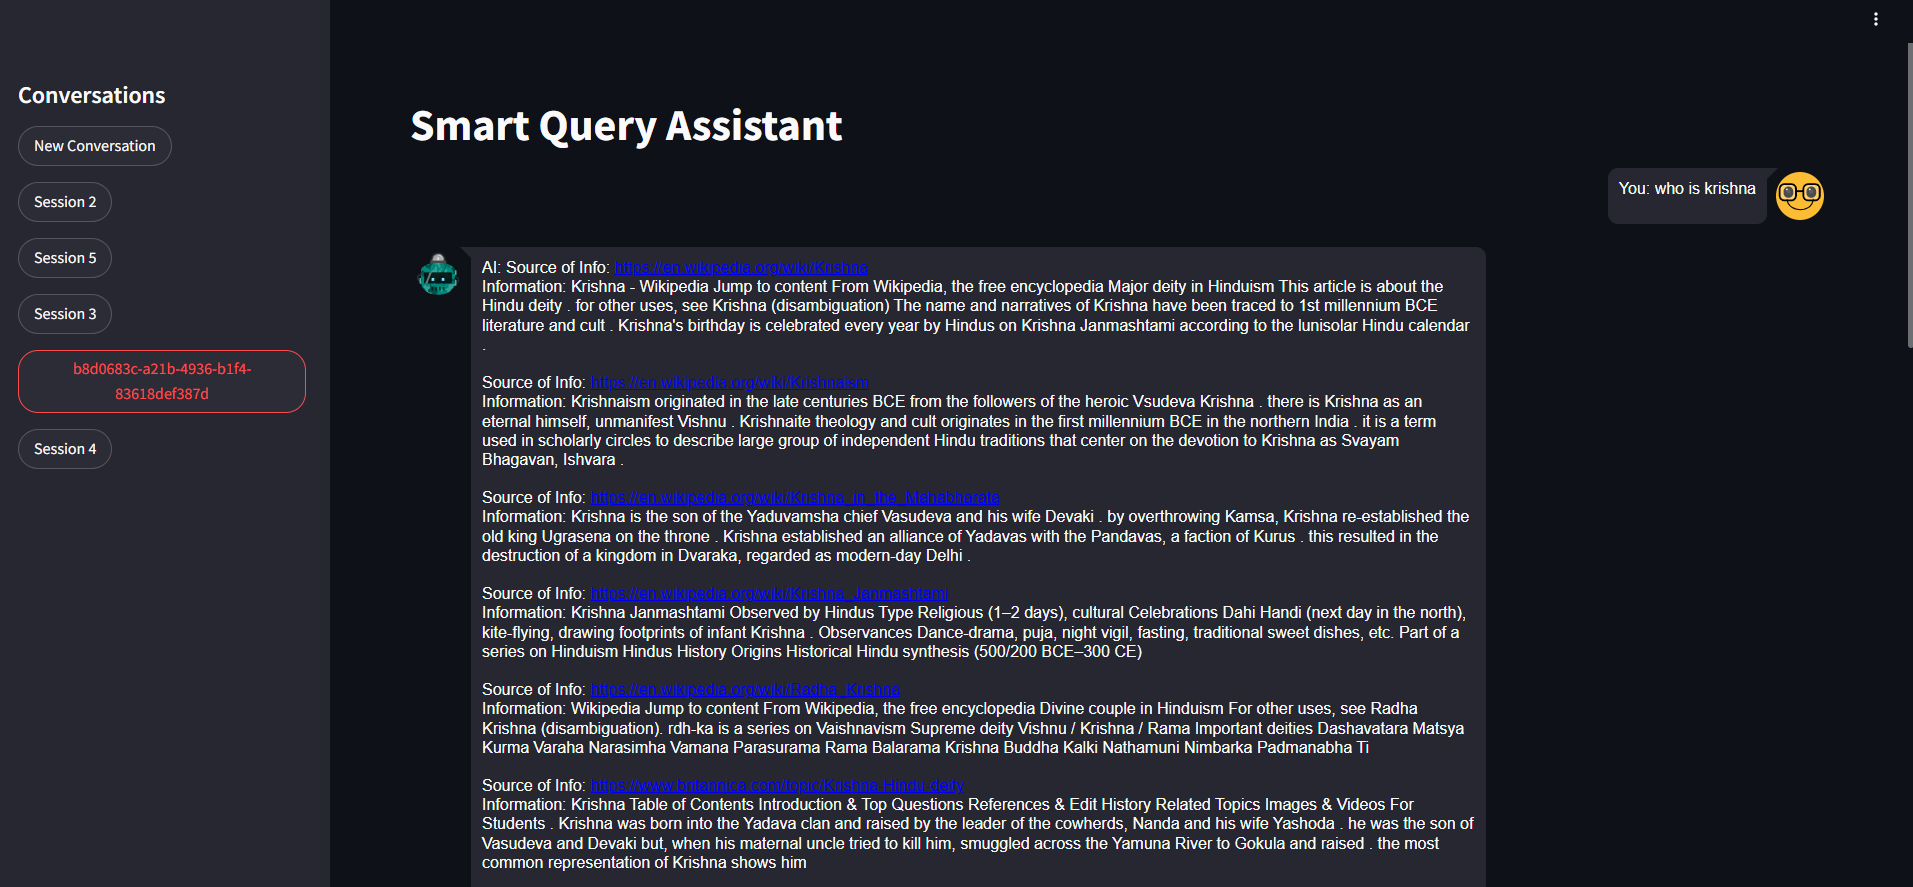 Conversations
New Conversation
Session 2
Session 5
Session 3
b8d0683c-a21b-4936-b1f4-
83618def387d
Session 4
Smart Query Assistant
You: who is krishna
AI: Source of Info: https://en.wikipedia.org/wiki/Krishna
Information: Krishna - Wikipedia Jump to content From Wikipedia, the free encyclopedia Major deity in Hinduism This article is about the
Hindu deity . for other uses, see Krishna (disambiguation) The name and narratives of Krishna have been traced to 1st millennium BCE
literature and cult . Krishna's birthday is celebrated every year by Hindus on Krishna Janmashtami according to the lunisolar Hindu calendar
.
Source of Info: https://en.wikipedia.org/wiki/Krishnaism
Information: Krishnaism originated in the late centuries BCE from the followers of the heroic Vsudeva Krishna . there is Krishna as an
eternal himself, unmanifest Vishnu . Krishnaite theology and cult originates in the first millennium BCE in the northern India . it is a term
used in scholarly circles to describe large group of independent Hindu traditions that center on the devotion to Krishna as Svayam
Bhagavan, Ishvara .
Source of Info: https://en.wikipedia.org/wiki/Krishna_in_the_Mahabharata
Information: Krishna is the son of the Yaduvamsha chief Vasudeva and his wife Devaki . by overthrowing Kamsa, Krishna re-established the
old king Ugrasena on the throne . Krishna established an alliance of Yadavas with the Pandavas, a faction of Kurus . this resulted in the
destruction of a kingdom in Dvaraka, regarded as modern-day Delhi .
Source of Info: https://en.wikipedia.org/wiki/Krishna_Janmashtami
Information: Krishna Janmashtami Observed by Hindus Type Religious (1–2 days), cultural Celebrations Dahi Handi (next day in the north),
kite-flying, drawing footprints of infant Krishna . Observances Dance-drama, puja, night vigil, fasting, traditional sweet dishes, etc. Part of a
series on Hinduism Hindus History Origins Historical Hindu synthesis (500/200 BCE–300 CE)
Source of Info: https://en.wikipedia.org/wiki/Radha_Krishna
Information: Wikipedia Jump to content From Wikipedia, the free encyclopedia Divine couple in Hinduism For other uses, see Radha
Krishna (disambiguation). rdh-ka is a series on Vaishnavism Supreme deity Vishnu / Krishna / Rama Important deities Dashavatara Matsya
Kurma Varaha Narasimha Vamana Parasurama Rama Balarama Krishna Buddha Kalki Nathamuni Nimbarka Padmanabha Ti
Source of Info: https://www.britannica.com/topic/Krishna-Hindu-deity
Information: Krishna Table of Contents Introduction & Top Questions References & Edit History Related Topics Images & Videos For
Students . Krishna was born into the Yadava clan and raised by the leader of the cowherds, Nanda and his wife Yashoda . he was the son of
Vasudeva and Devaki but, when his maternal uncle tried to kill him, smuggled across the Yamuna River to Gokula and raised . the most
common representation of Krishna shows him